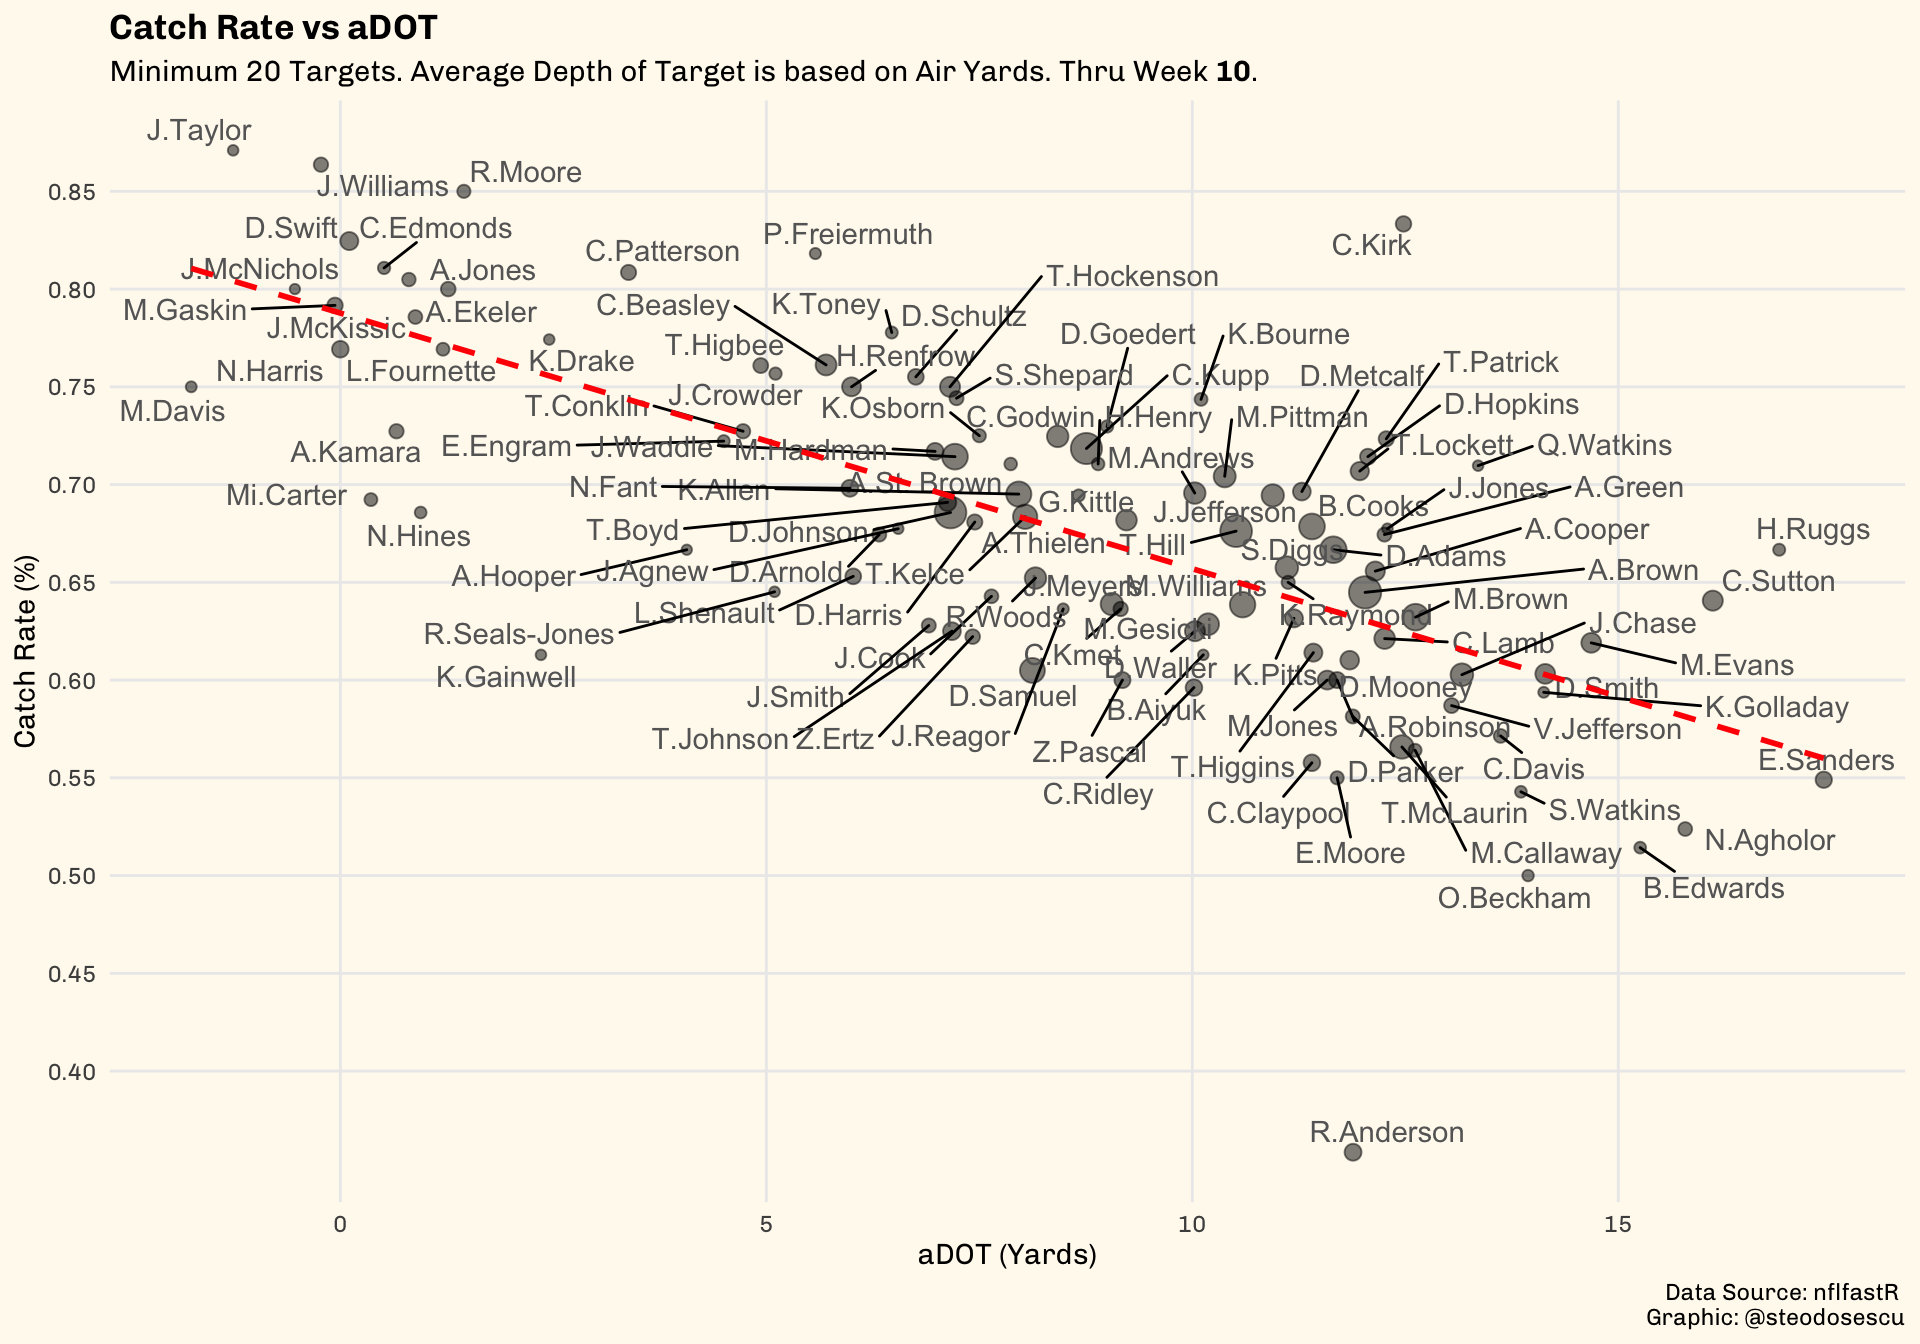 Catch Rate vs aDOT
Minimum 20 Targets. Average Depth of Target is based on Air Yards. Thru Week 10.
J.Taylor
J.Williams
R.Moore
0.85
D.Swift
C.Edmonds
P.Freiermuth
C.Kirk
C.Patterson
J.McNichols
A.Jones
T.Hockenson
0.80
M.Gaskin
A.Ekeler
C.Beasley
K.Toney
D.Schultz
J.McKissic
D.Goedert
K.Bourne
T.Higbee
H.Renfrow
K.Drake
T.Patrick
N.Harris
L.Fournette
S.Shepard
C.Kupp
D.Metcalf
0.75
M.Davis
J.Crowder
T.Conklin
K.Osborn
C.Godwin
H.Henry
M.Pittman
D.Hopkins
A.Kamara
E.Engram
J.Waddle
M.Hardman
M.Andrews
T.Lockett
Q.Watkins
0.70
Mi.Carter
N.Fant
K.Allen
A.St. Brown
G.Kittle
J.Jefferson
B.Cooks
J.Jones
A.Green
N.Hines
T.Boyd
D.Johnson
A.Thielen
T.Hill
S.Diggs
D.Adams
A.Cooper
H.Ruggs
0.65
A.Hooper
J.Agnew
D.Arnold
T.Kelce
J.Meyers
M.Williams
A.Brown
C.Sutton
L.Shenault
D.Harris
R.Woods
M.Gesicki
K.Raymond
M.Brown
J.Chase
R.Seals-Jones
J.Cook
C.Kmet
D.Waller
C.Lamb
M.Evans
0.60
K.Gainwell
J.Smith
D.Samuel
B.Aiyuk
K.Pitts
D.Mooney
D.Smith
K.Golladay
T.Johnson
Z.Ertz
J.Reagor
Z.Pascal
M.Jones
A.Robinson
V.Jefferson
E.Sanders
0.55
C.Ridley
T.Higgins
D.Parker
C.Davis
C.Claypool
T.McLaurin
S.Watkins
N.Agholor
E.Moore
M.Callaway
0.50
O.Beckham
B.Edwards
0.45
0.40
R.Anderson
Catch Rate (%)
0
5
10
15
aDOT (Yards)
Data Source: nflfastR
Graphic: @steodosescu